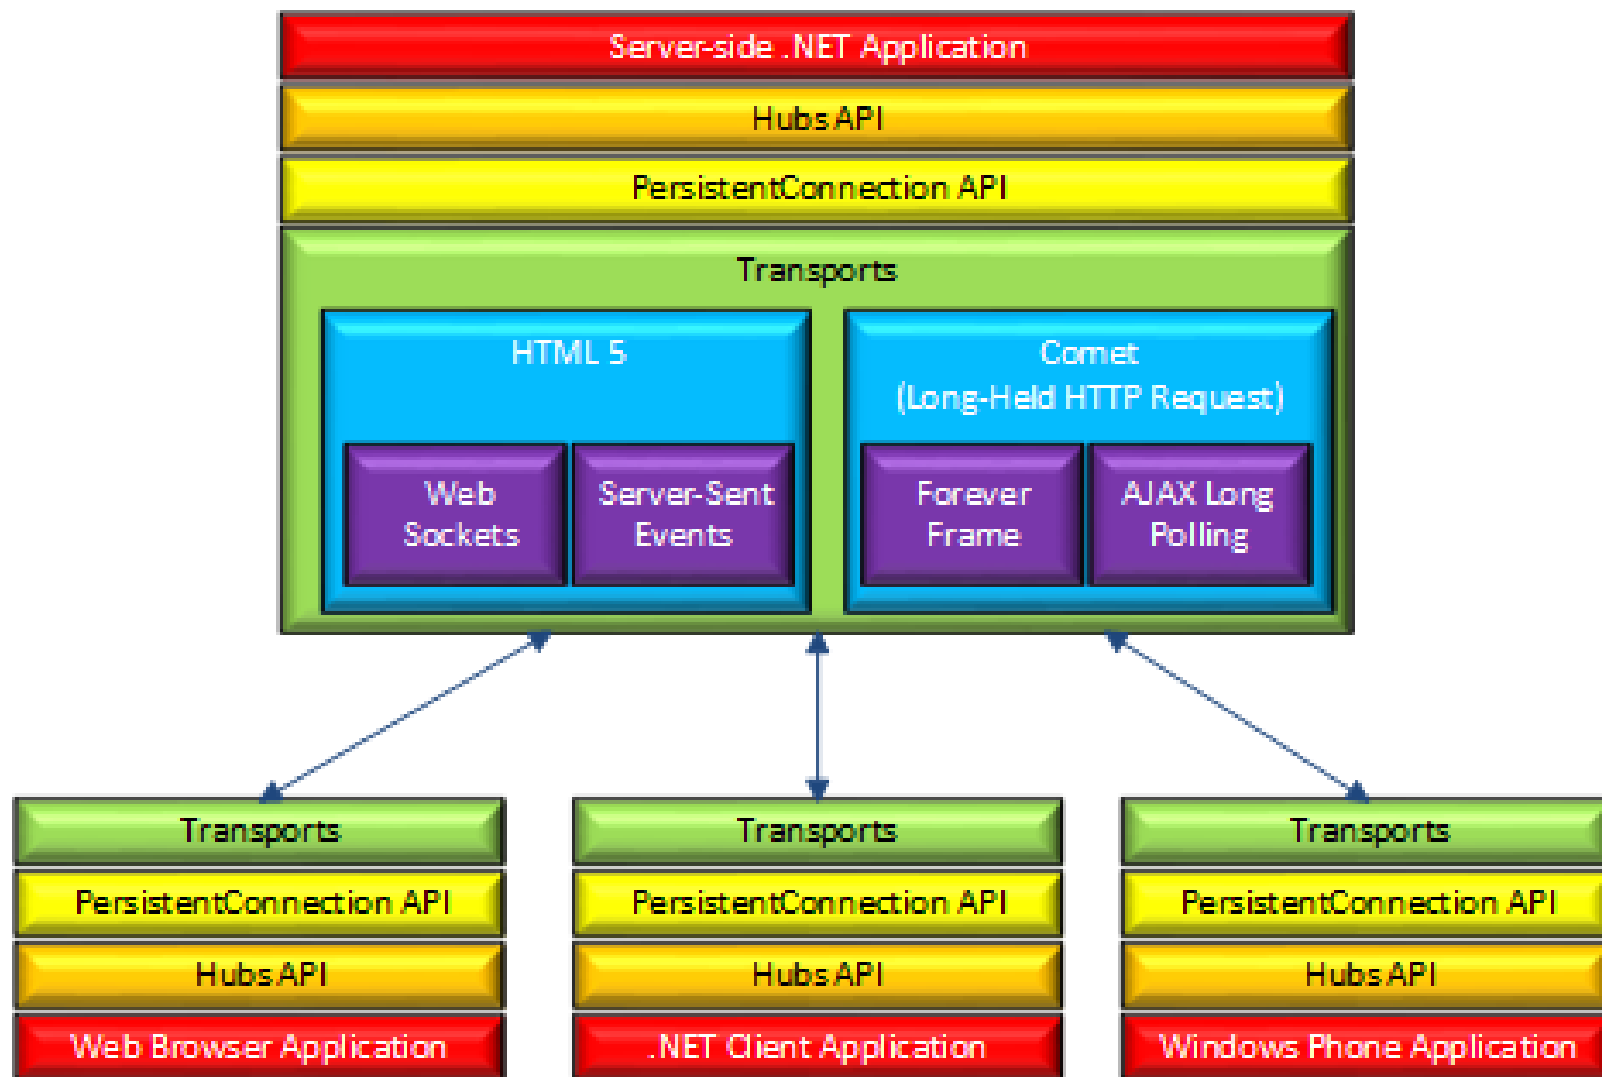 Server-side .NET Application
Hubs API
PersistentConnection API
Transports
HTML 5
Web
Sockets
Server-Sent
Events
Comet
(Long-Held HTTP Request)
Forever
Frame
AJAX Long
Polling
Transports
PersistentConnection API
Hubs API
Web Browser Application
Transports
PersistentConnection API
Hubs API
.NET Client Application
Transports
PersistentConnection API
Hubs API
Windows Phone Application